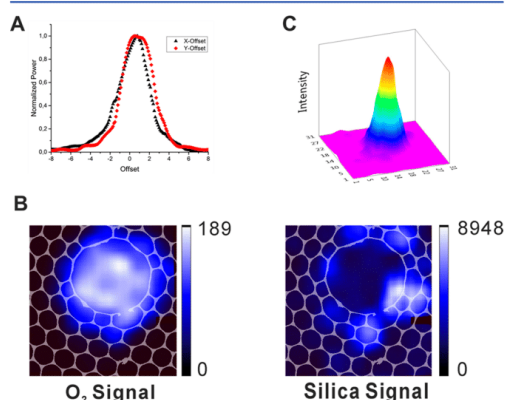 A
1,0
0,8
0,6
0,4
0,2
0,0
-8 -6 -4 -2 0 2 4 6 8
Normalized Power
Offset
X-Offset
Y-Offset
C
Intensity
B
189
0
O₂ Signal
8948
0
Silica Signal